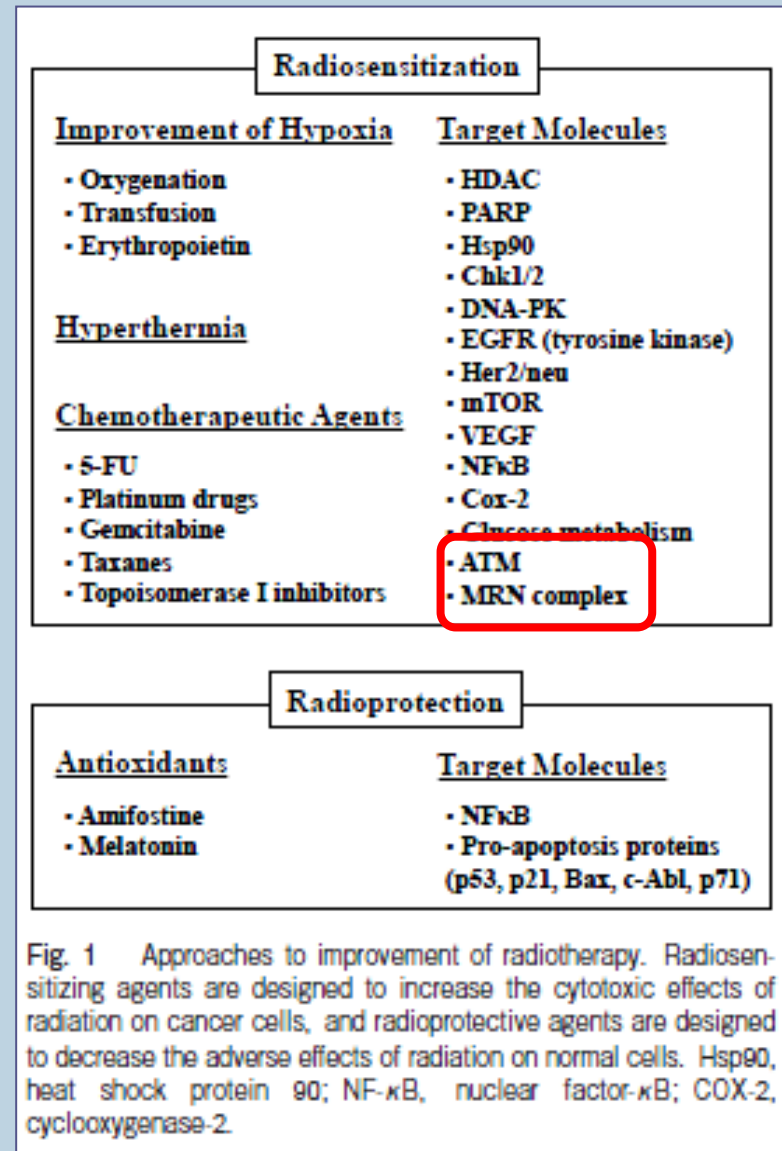 Radiosensitization
Improvement of Hypoxia
· Oxygenation
· Transfusion
· Erythropoietin
Hyperthermia
Chemotherapeutic Agents
· 5-FU
· Platinum drugs
· Gemcitabine
· Taxanes
· Topoisomerase I inhibitors
Target Molecules
· HDAC
· PARP
· Hsp90
· Chk1/2
· DNA-PK
· EGFR (tyrosine kinase)
· Her2/neu
· mTOR
· VEGF
· NFκB
· Cox-2
· Glucose metabolism
· ATM
· MRN complex
Radioprotection
Antioxidants
· Amifostine
· Melatonin
Target Molecules
· NFκB
· Pro-apoptosis proteins
(p53, p21, Bax, c-Abl, p71)
Fig. 1 Approaches to improvement of radiotherapy. Radiosen-
sitizing agents are designed to increase the cytotoxic effects of
radiation on cancer cells, and radioprotective agents are designed
to decrease the adverse effects of radiation on normal cells. Hsp90,
heat shock protein 90; NF-κB, nuclear factor-κB; COX-2,
cyclooxygenase-2.